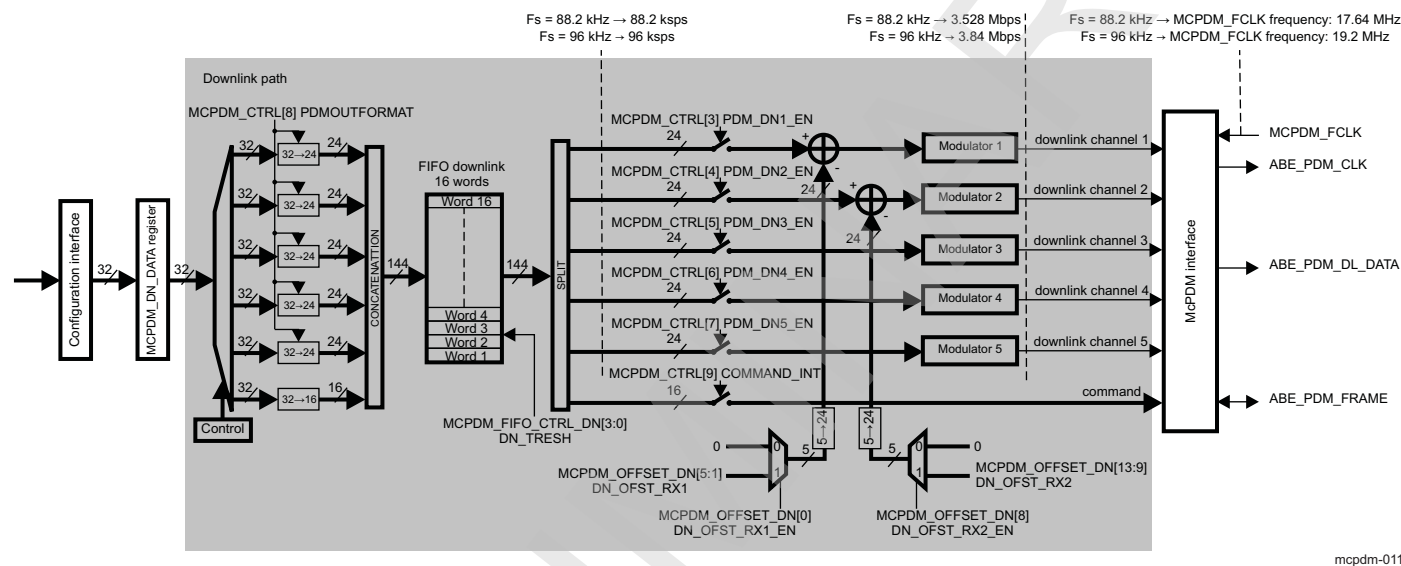 Fs = 88.2 kHz → 88.2 ksps
Fs = 96 kHz → 96 ksps
Fs = 88.2 kHz → 3.528 Mbps
Fs = 96 kHz → 3.84 Mbps
Fs = 88.2 kHz → MCPDM_FCLK frequency: 17.64 MHz
Fs = 96 kHz → MCPDM_FCLK frequency: 19.2 MHz
Downlink path
MCPDM_CTRL[8] PDMOUTFORMAT
Configuration interface
32
MCPDM_DN_DATA register
32
Control
32
32→24
24
32
32→24
24
32
32→24
24
32
32→24
24
32
32→24
24
32
32→16
16
CONCATENATTION
144
FIFO downlink
16 words
Word 16
Word 4
Word 3
Word 2
Word 1
MCPDM_FIFO_CTRL_DN[3:0]
DN_TRESH
144
SPLIT
MCPDM_CTRL[3] PDM_DN1_EN
24
MCPDM_CTRL[4] PDM_DN2_EN
24
MCPDM_CTRL[5] PDM_DN3_EN
24
MCPDM_CTRL[6] PDM_DN4_EN
24
MCPDM_CTRL[7] PDM_DN5_EN
24
MCPDM_CTRL[9] COMMAND_INT
16
+
-
24
+
-
24
Modulator 1
Modulator 2
Modulator 3
Modulator 4
Modulator 5
downlink channel 1
downlink channel 2
downlink channel 3
downlink channel 4
downlink channel 5
command
5→24
5→24
0
0
1
5
MCPDM_OFFSET_DN[5:1]
DN_OFST_RX1
MCPDM_OFFSET_DN[0]
DN_OFST_RX1_EN
5
0
1
0
MCPDM_OFFSET_DN[13:9]
DN_OFST_RX2
MCPDM_OFFSET_DN[8]
DN_OFST_RX2_EN
McPDM interface
MCPDM_FCLK
ABE_PDM_CLK
ABE_PDM_DL_DATA
ABE_PDM_FRAME
mcpdm-011